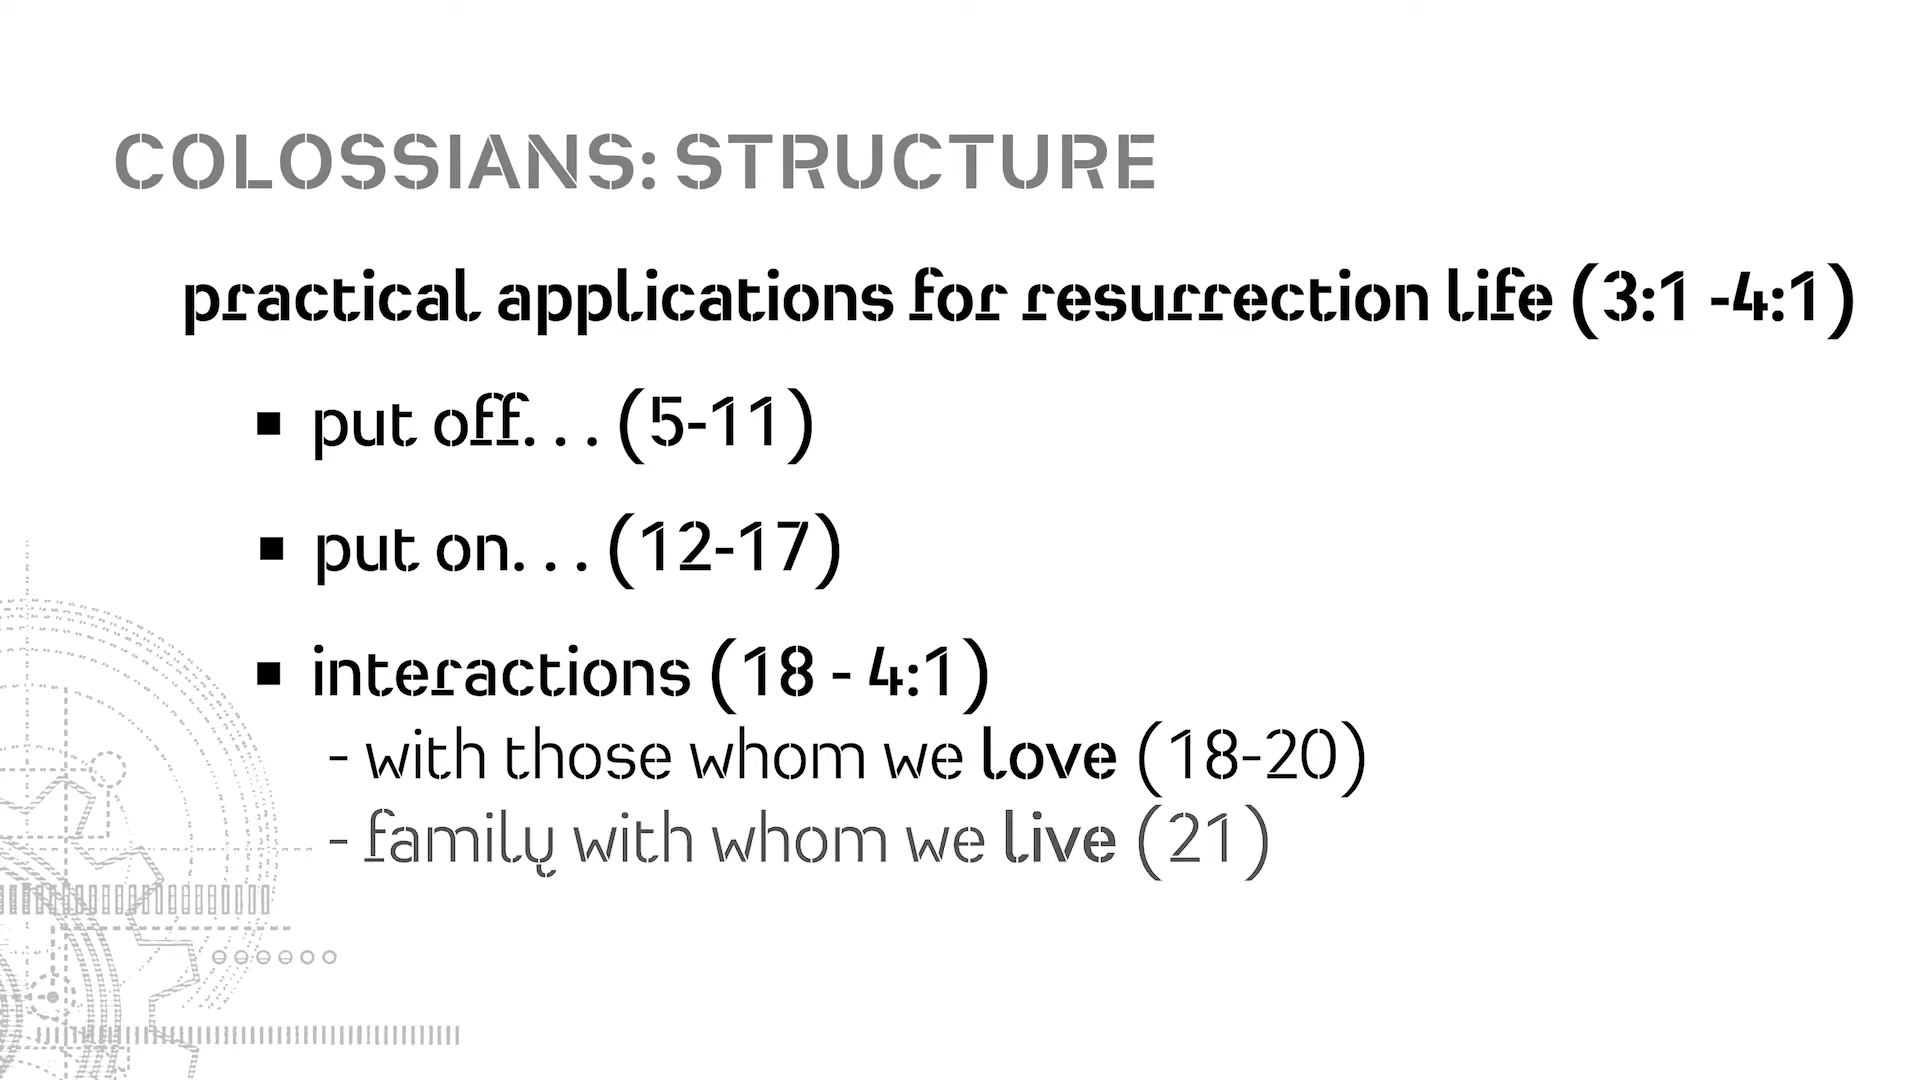 COLOSSIANS: STRUCTURE
practical applications for resurrection life (3:1 -4:1)
▪ put off. . . (5-11)
▪ put on. . . (12-17)
▪ interactions (18 - 4:1)
- with those whom we love (18-20)
- family with whom we live (21)